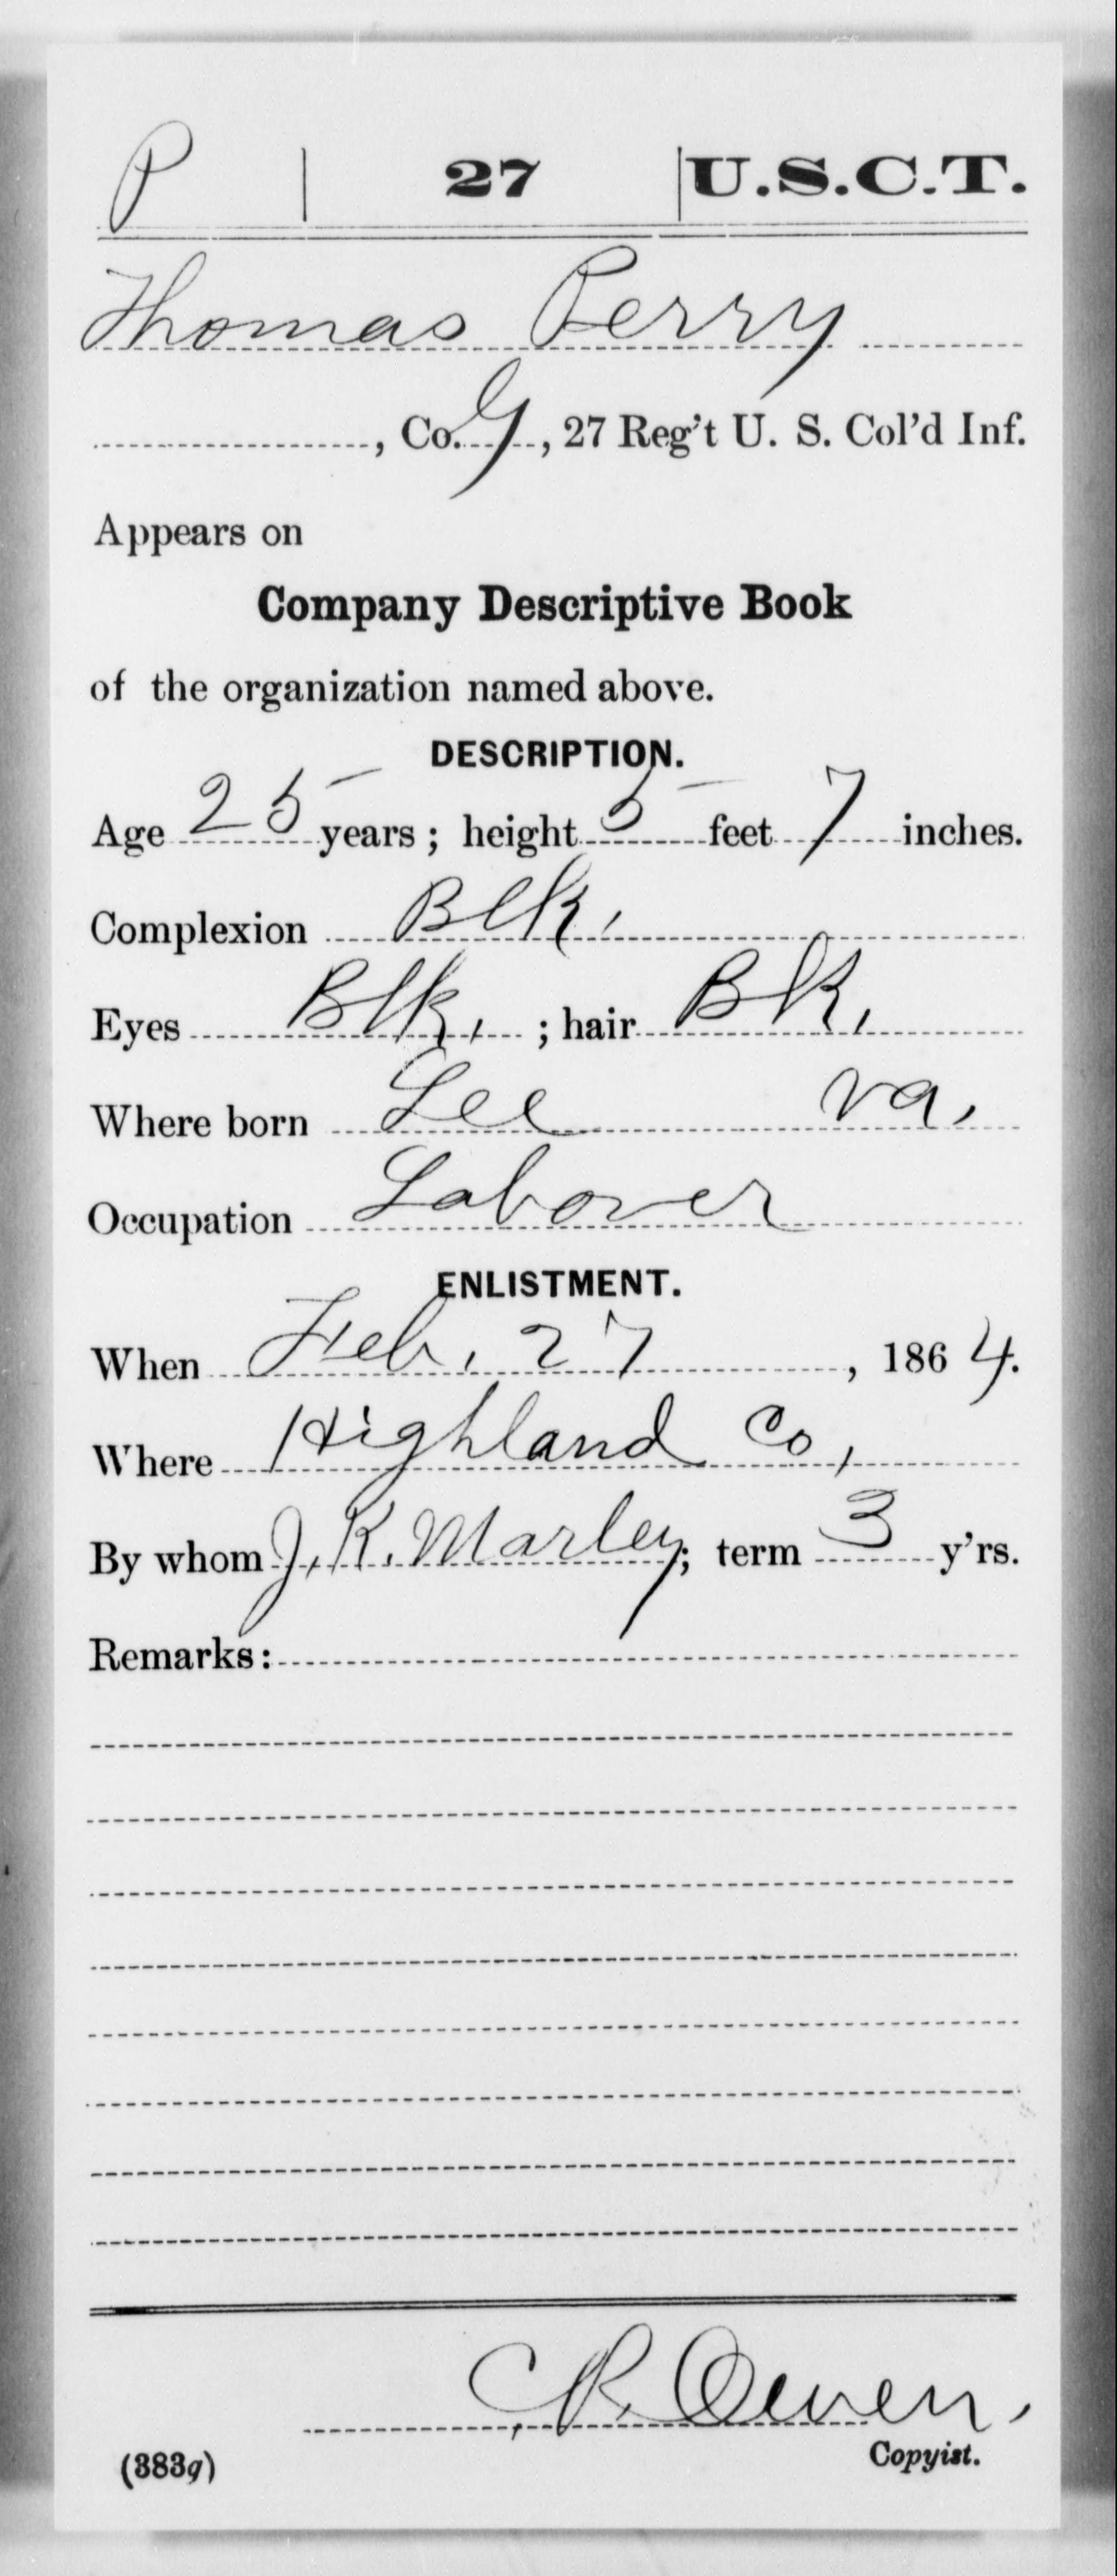 P | 27 | U.S.C.T.
Thomas Perry
, Co. G, 27 Reg't U. S. Col'd Inf.
Appears on
Company Descriptive Book
of the organization named above.
DESCRIPTION.
Age 25 years; height 5 feet 7 inches.
Complexion Blk.
Eyes Blk. ; hair Blk.
Where born Lee Va.
Occupation Laborer
ENLISTMENT.
When Feb. 27, 1864.
Where Highland Co.
By whom J. K. Marley; term 3 y'rs.
Remarks:
C R. Owen,
Copyist.
(383g)